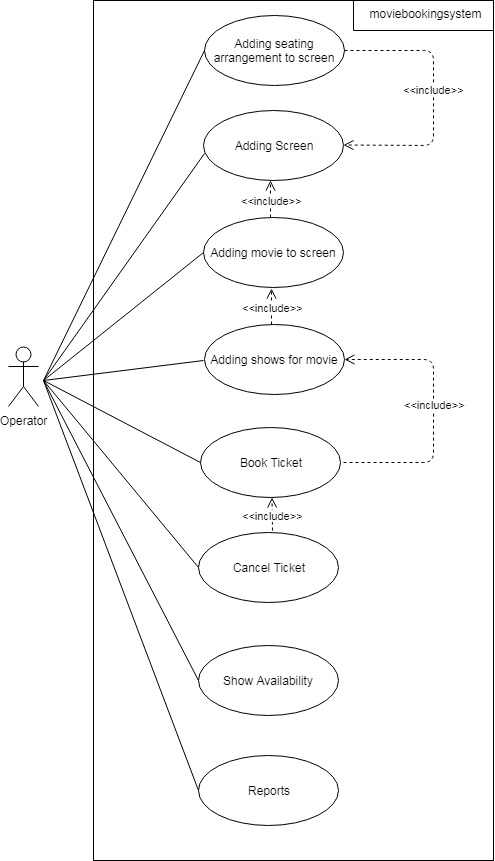 moviebookingsystem
Adding seating
arrangement to screen
<<include>>
Adding Screen
<<include>>
Adding movie to screen
<<include>>
Adding shows for movie
<<include>>
Operator
Book Ticket
<<include>>
Cancel Ticket
Show Availability
Reports